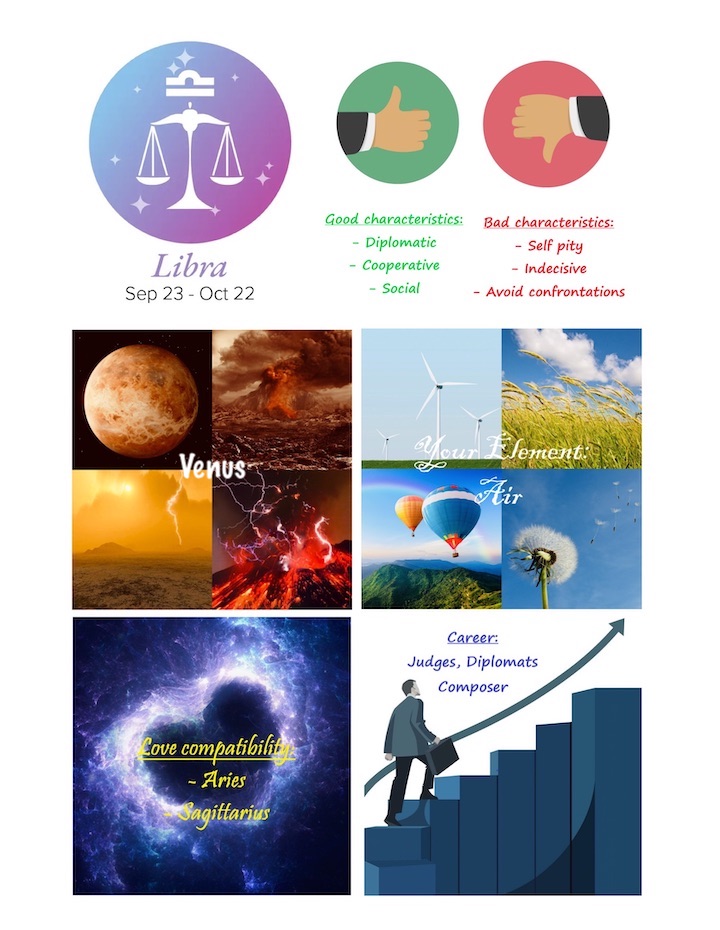 Libra
Sep 23 - Oct 22
Good characteristics:
- Diplomatic
- Cooperative
- Social
Bad characteristics:
- Self pity
- Indecisive
- Avoid confrontations
Venus
Your Element:
Air
Love compatibility:
- Aries
- Sagittarius
Career:
Judges, Diplomats
Composer